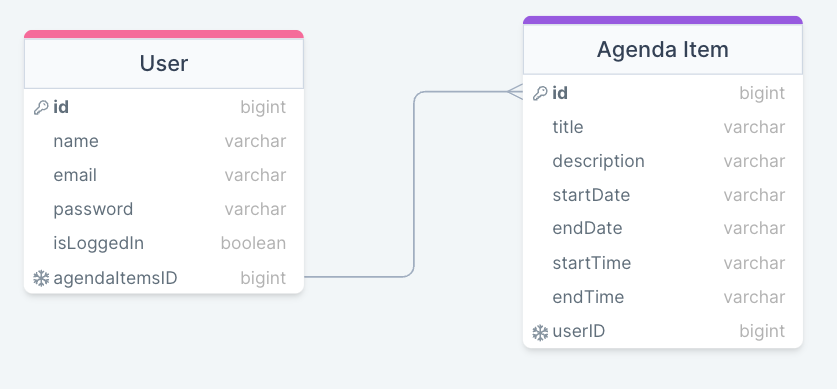 User
id bigint
name varchar
email varchar
password varchar
isLoggedIn boolean
agendaItemsID bigint
Agenda Item
id bigint
title varchar
description varchar
startDate varchar
endDate varchar
startTime varchar
endTime varchar
userID bigint